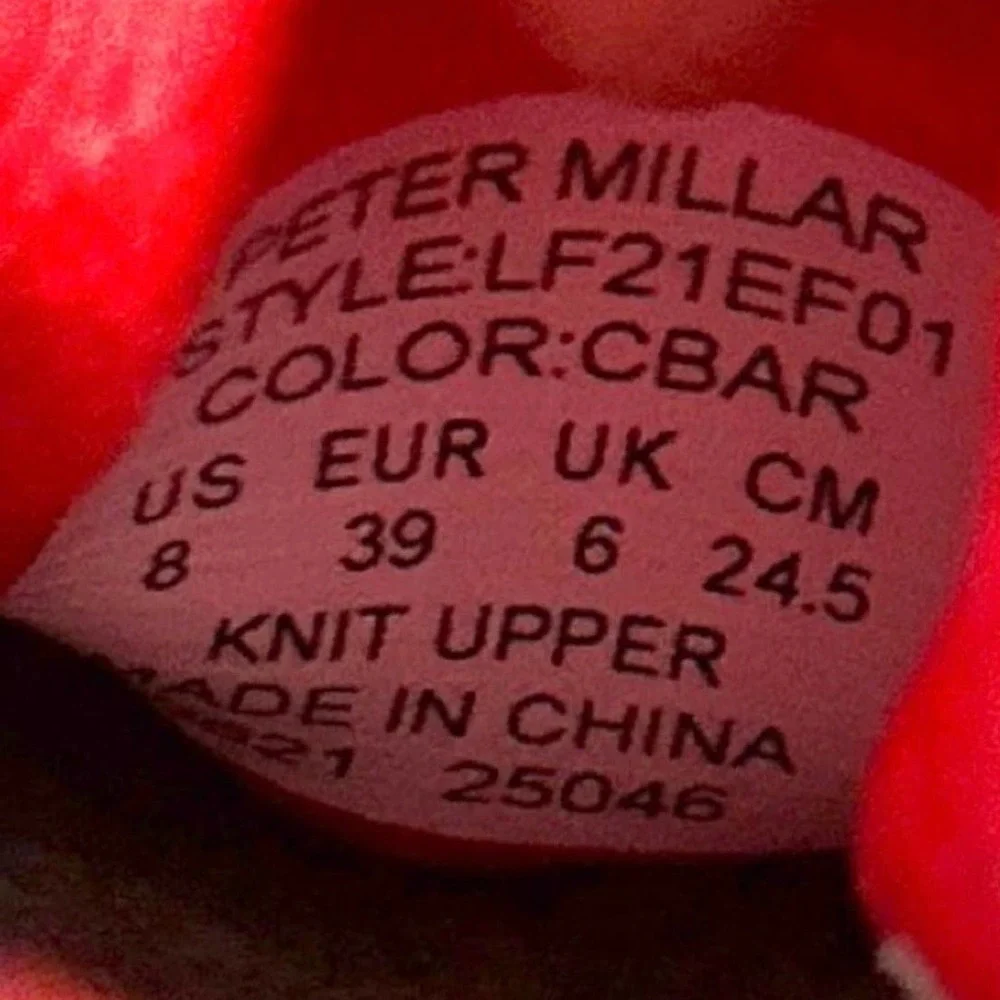 PETER MILLAR
STYLE:LF21EF01
COLOR:CBAR
US EUR UK CM
8 39 6 24.5
KNIT UPPER
MADE IN CHINA
25046